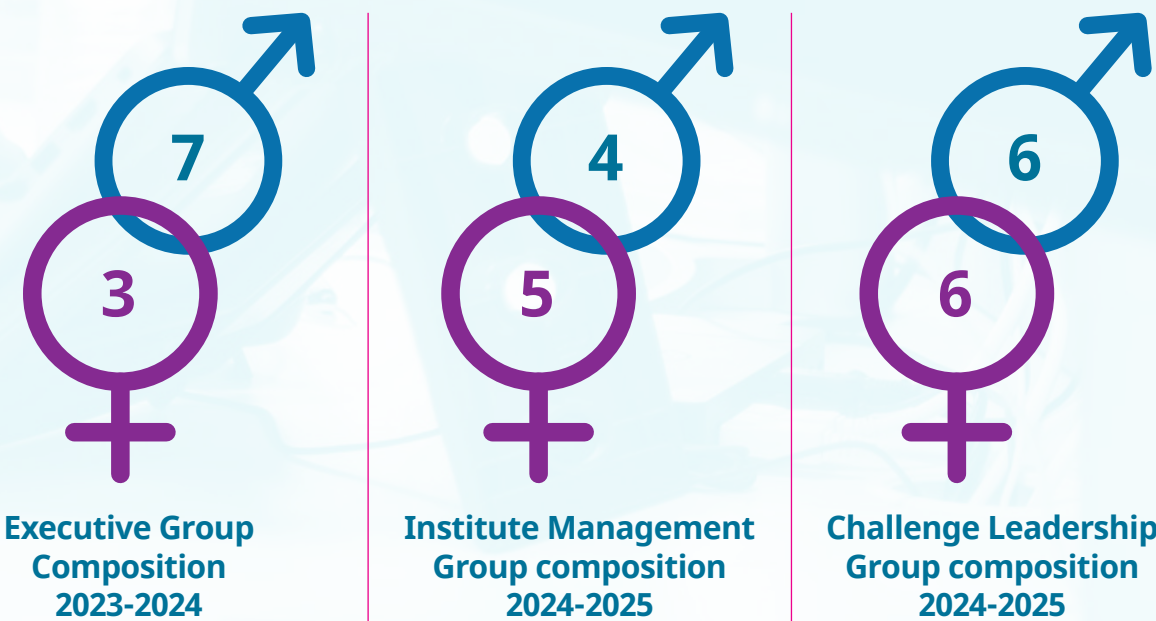 7
3
Executive Group
Composition
2023-2024
4
5
Institute Management
Group composition
2024-2025
6
6
Challenge Leadership
Group composition
2024-2025